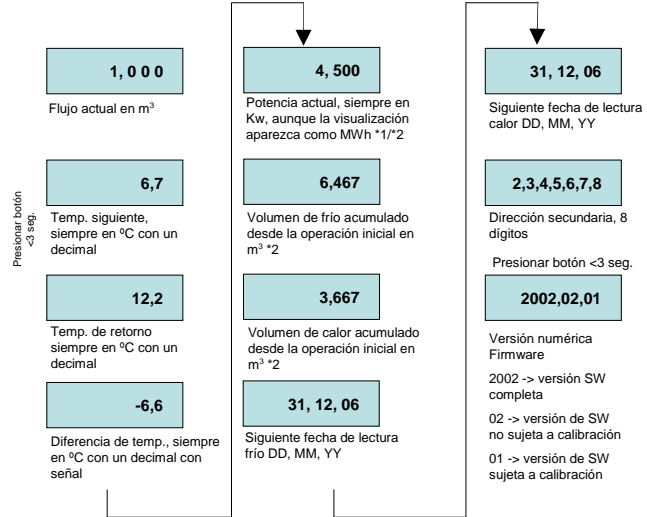 Presionar botón
<3 seg.
1, 0 0 0
Flujo actual en m³
6,7
Temp. siguiente,
siempre en ºC con un
decimal
12,2
Temp. de retorno
siempre en ºC con un
decimal
-6,6
Diferencia de temp., siempre
en ºC con un decimal con
señal
4, 500
Potencia actual, siempre en
Kw, aunque la visualización
aparezca como MWh *1/*2
6,467
Volumen de frío acumulado
desde la operación inicial en
m³ *2
3,667
Volumen de calor acumulado
desde la operación inicial en
m³ *2
31, 12, 06
Siguiente fecha de lectura
frío DD, MM, YY
31, 12, 06
Siguiente fecha de lectura
calor DD, MM, YY
2,3,4,5,6,7,8
Dirección secundaria, 8
dígitos
Presionar botón <3 seg.
2002,02,01
Versión numérica
Firmware
2002 -> versión SW
completa
02 -> versión de SW
no sujeta a calibración
01 -> versión de SW
sujeta a calibración